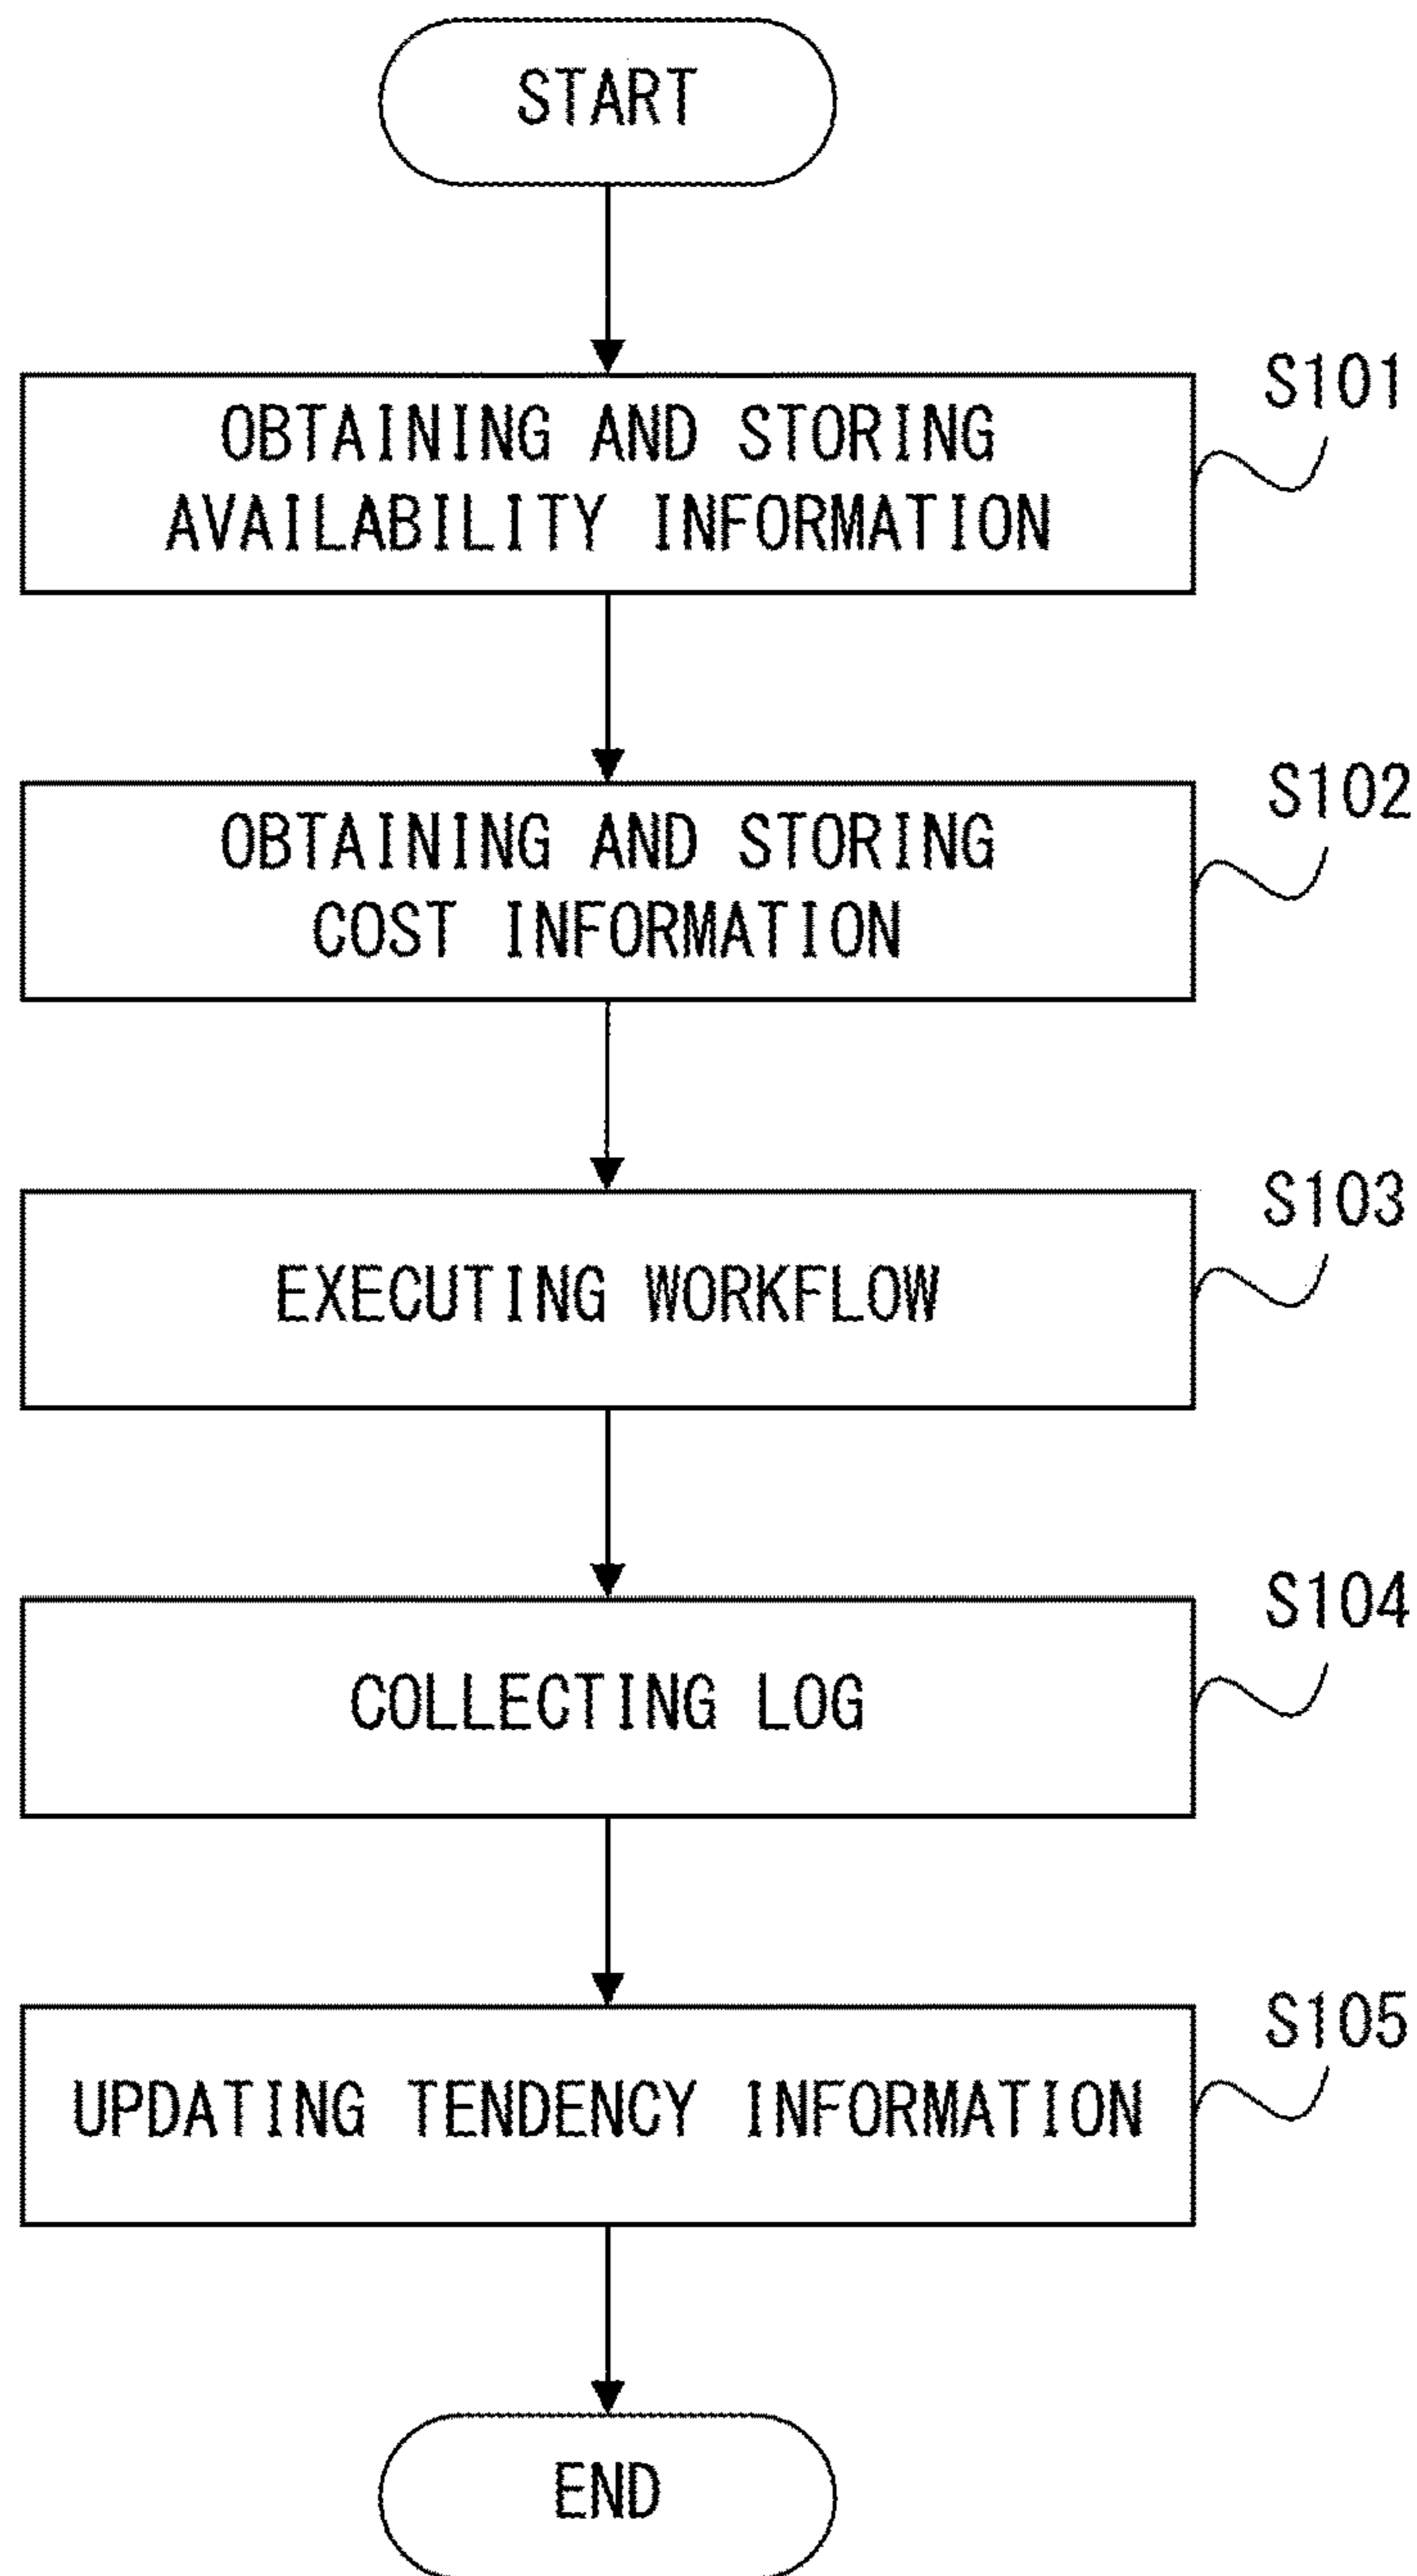 START
S101
OBTAINING AND STORING
AVAILABILITY INFORMATION
S102
OBTAINING AND STORING
COST INFORMATION
S103
EXECUTING WORKFLOW
S104
COLLECTING LOG
S105
UPDATING TENDENCY INFORMATION
END